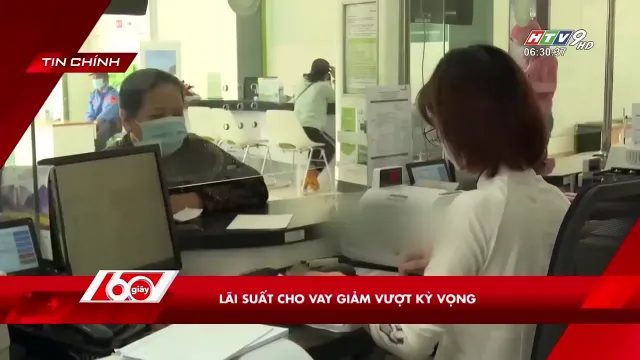 TIN CHÍNH
HTV9 HD
06:30:37
60 giây
LÃI SUẤT CHO VAY GIẢM VƯỢT KỲ VỌNG